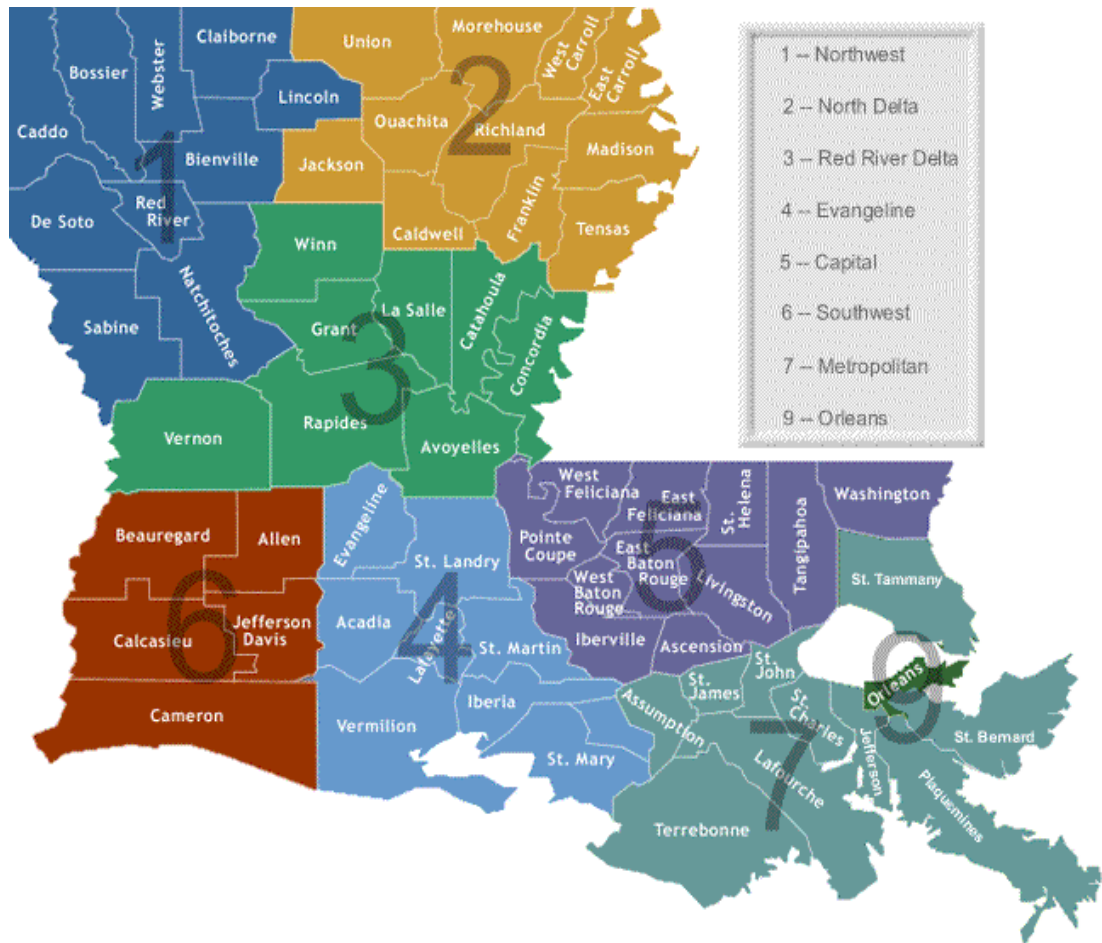 Claiborne
Union
Morehouse
West
Carroll
East
Carroll
Bossier
Webster
Lincoln
Caddo
Ouachita
Richland
2
1
Bienville
Jackson
Madison
Red
River
De Soto
Franklin
Tensas
Caldwell
Winn
Natchitoches
Sabine
La Salle
Catahoula
Concordia
Grant
3
Rapides
Vernon
Avoyelles
1 -- Northwest
2 -- North Delta
3 -- Red River Delta
4 -- Evangeline
5 -- Capital
6 -- Southwest
7 -- Metropolitan
9 -- Orleans
Beauregard
Allen
Evangeline
St. Landry
6
4
Calcasieu
Jefferson
Davis
Acadia
Lafayette
St. Martin
Cameron
Vermilion
Iberia
St. Mary
West
Feliciana
East
Feliciana
St.
Helena
Tangipahoa
Washington
Pointe
Coupe
5
East
Baton
Rouge
West
Baton
Rouge
Livingston
Iberville
Ascension
St. Tammany
St.
John
St.
James
Assumption
St.
Charles
Orleans
9
7
Jefferson
St. Bernard
Lafourche
Plaquemines
Terrebonne